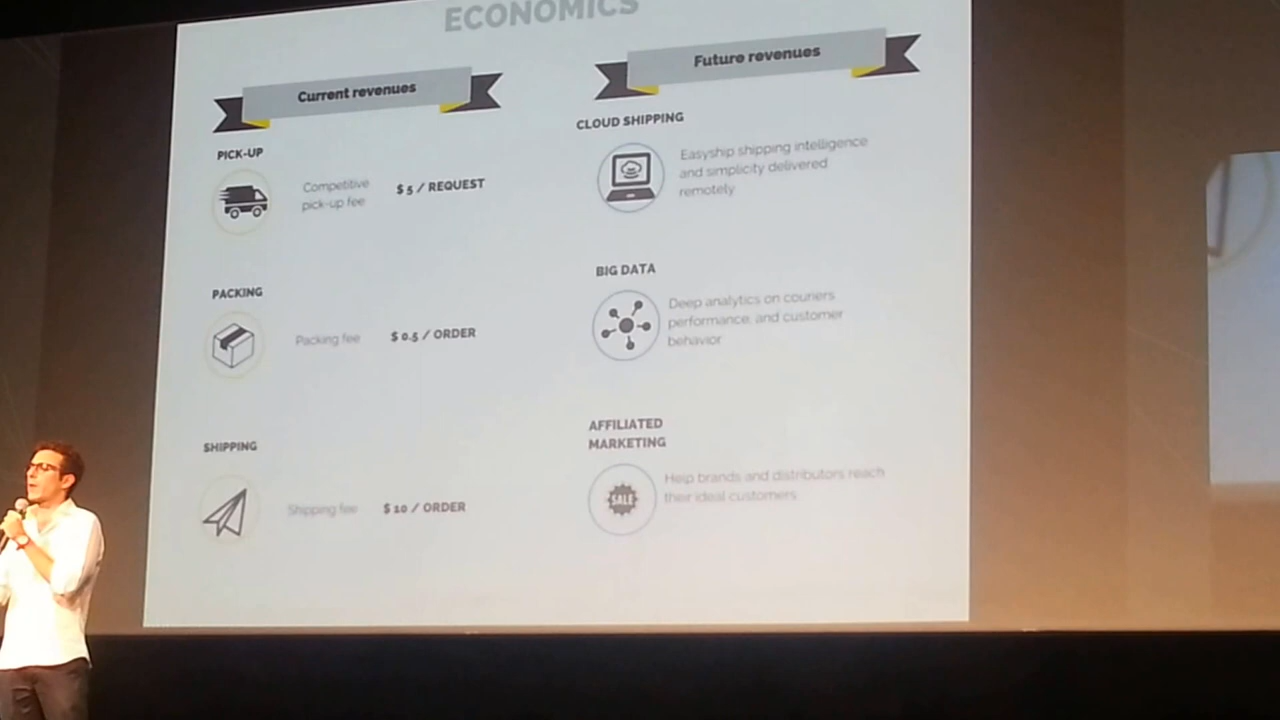 ECONOMICS
Current revenues
PICK-UP
Competitive
pick-up fee
$ 5 / REQUEST
PACKING
Packing fee
$ 0.5 / ORDER
SHIPPING
Shipping fee
$ 10 / ORDER
Future revenues
CLOUD SHIPPING
Easyship shipping intelligence
and simplicity delivered
remotely
BIG DATA
Deep analytics on couriers
performance, and customer
behavior
AFFILIATED
MARKETING
SALE
Help brands and distributors reach
their ideal customers